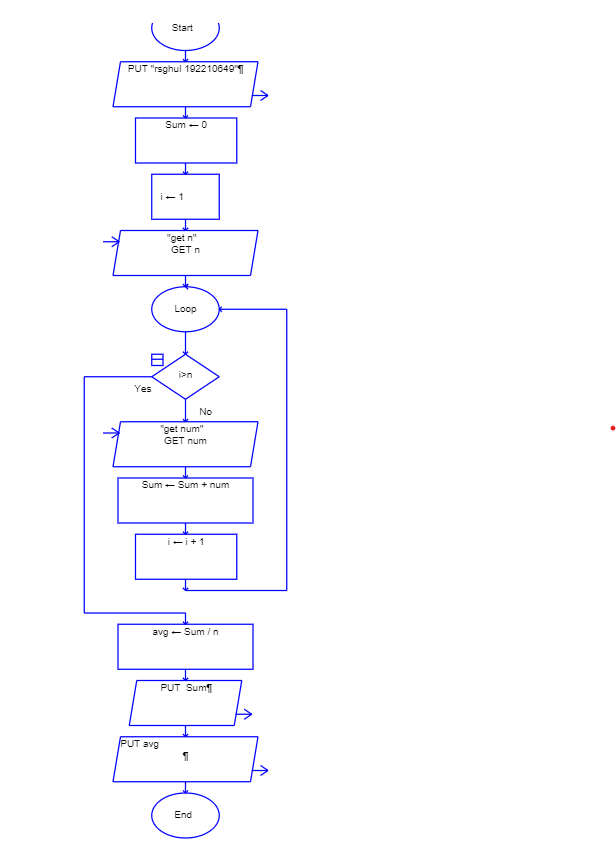 Start
PUT "rsghul 192210649"¶
Sum ← 0
i ← 1
"get n"
GET n
Loop
i>n
Yes
No
"get num"
GET num
Sum ← Sum + num
i ← i + 1
avg ← Sum / n
PUT Sum¶
PUT avg
¶
End